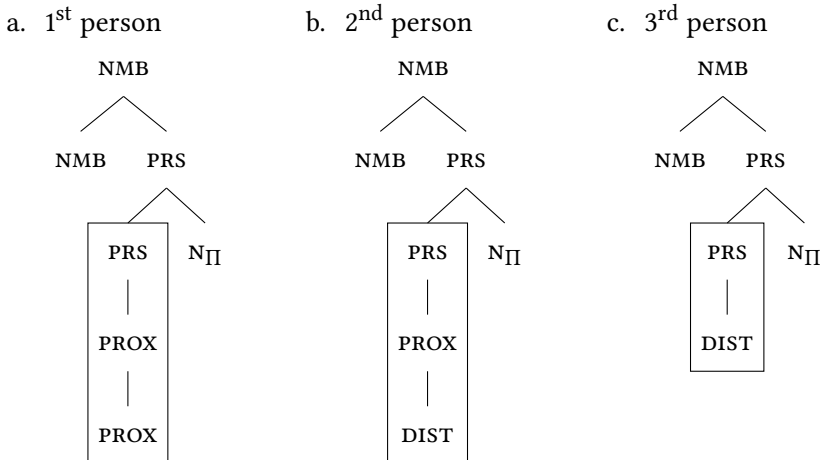 a. 1st person b. 2nd person c. 3rd person
NMB NMB NMB
NMB PRS NMB PRS NMB PRS
PRS NΠ PRS NΠ PRS NΠ
PROX PROX DIST
PROX DIST